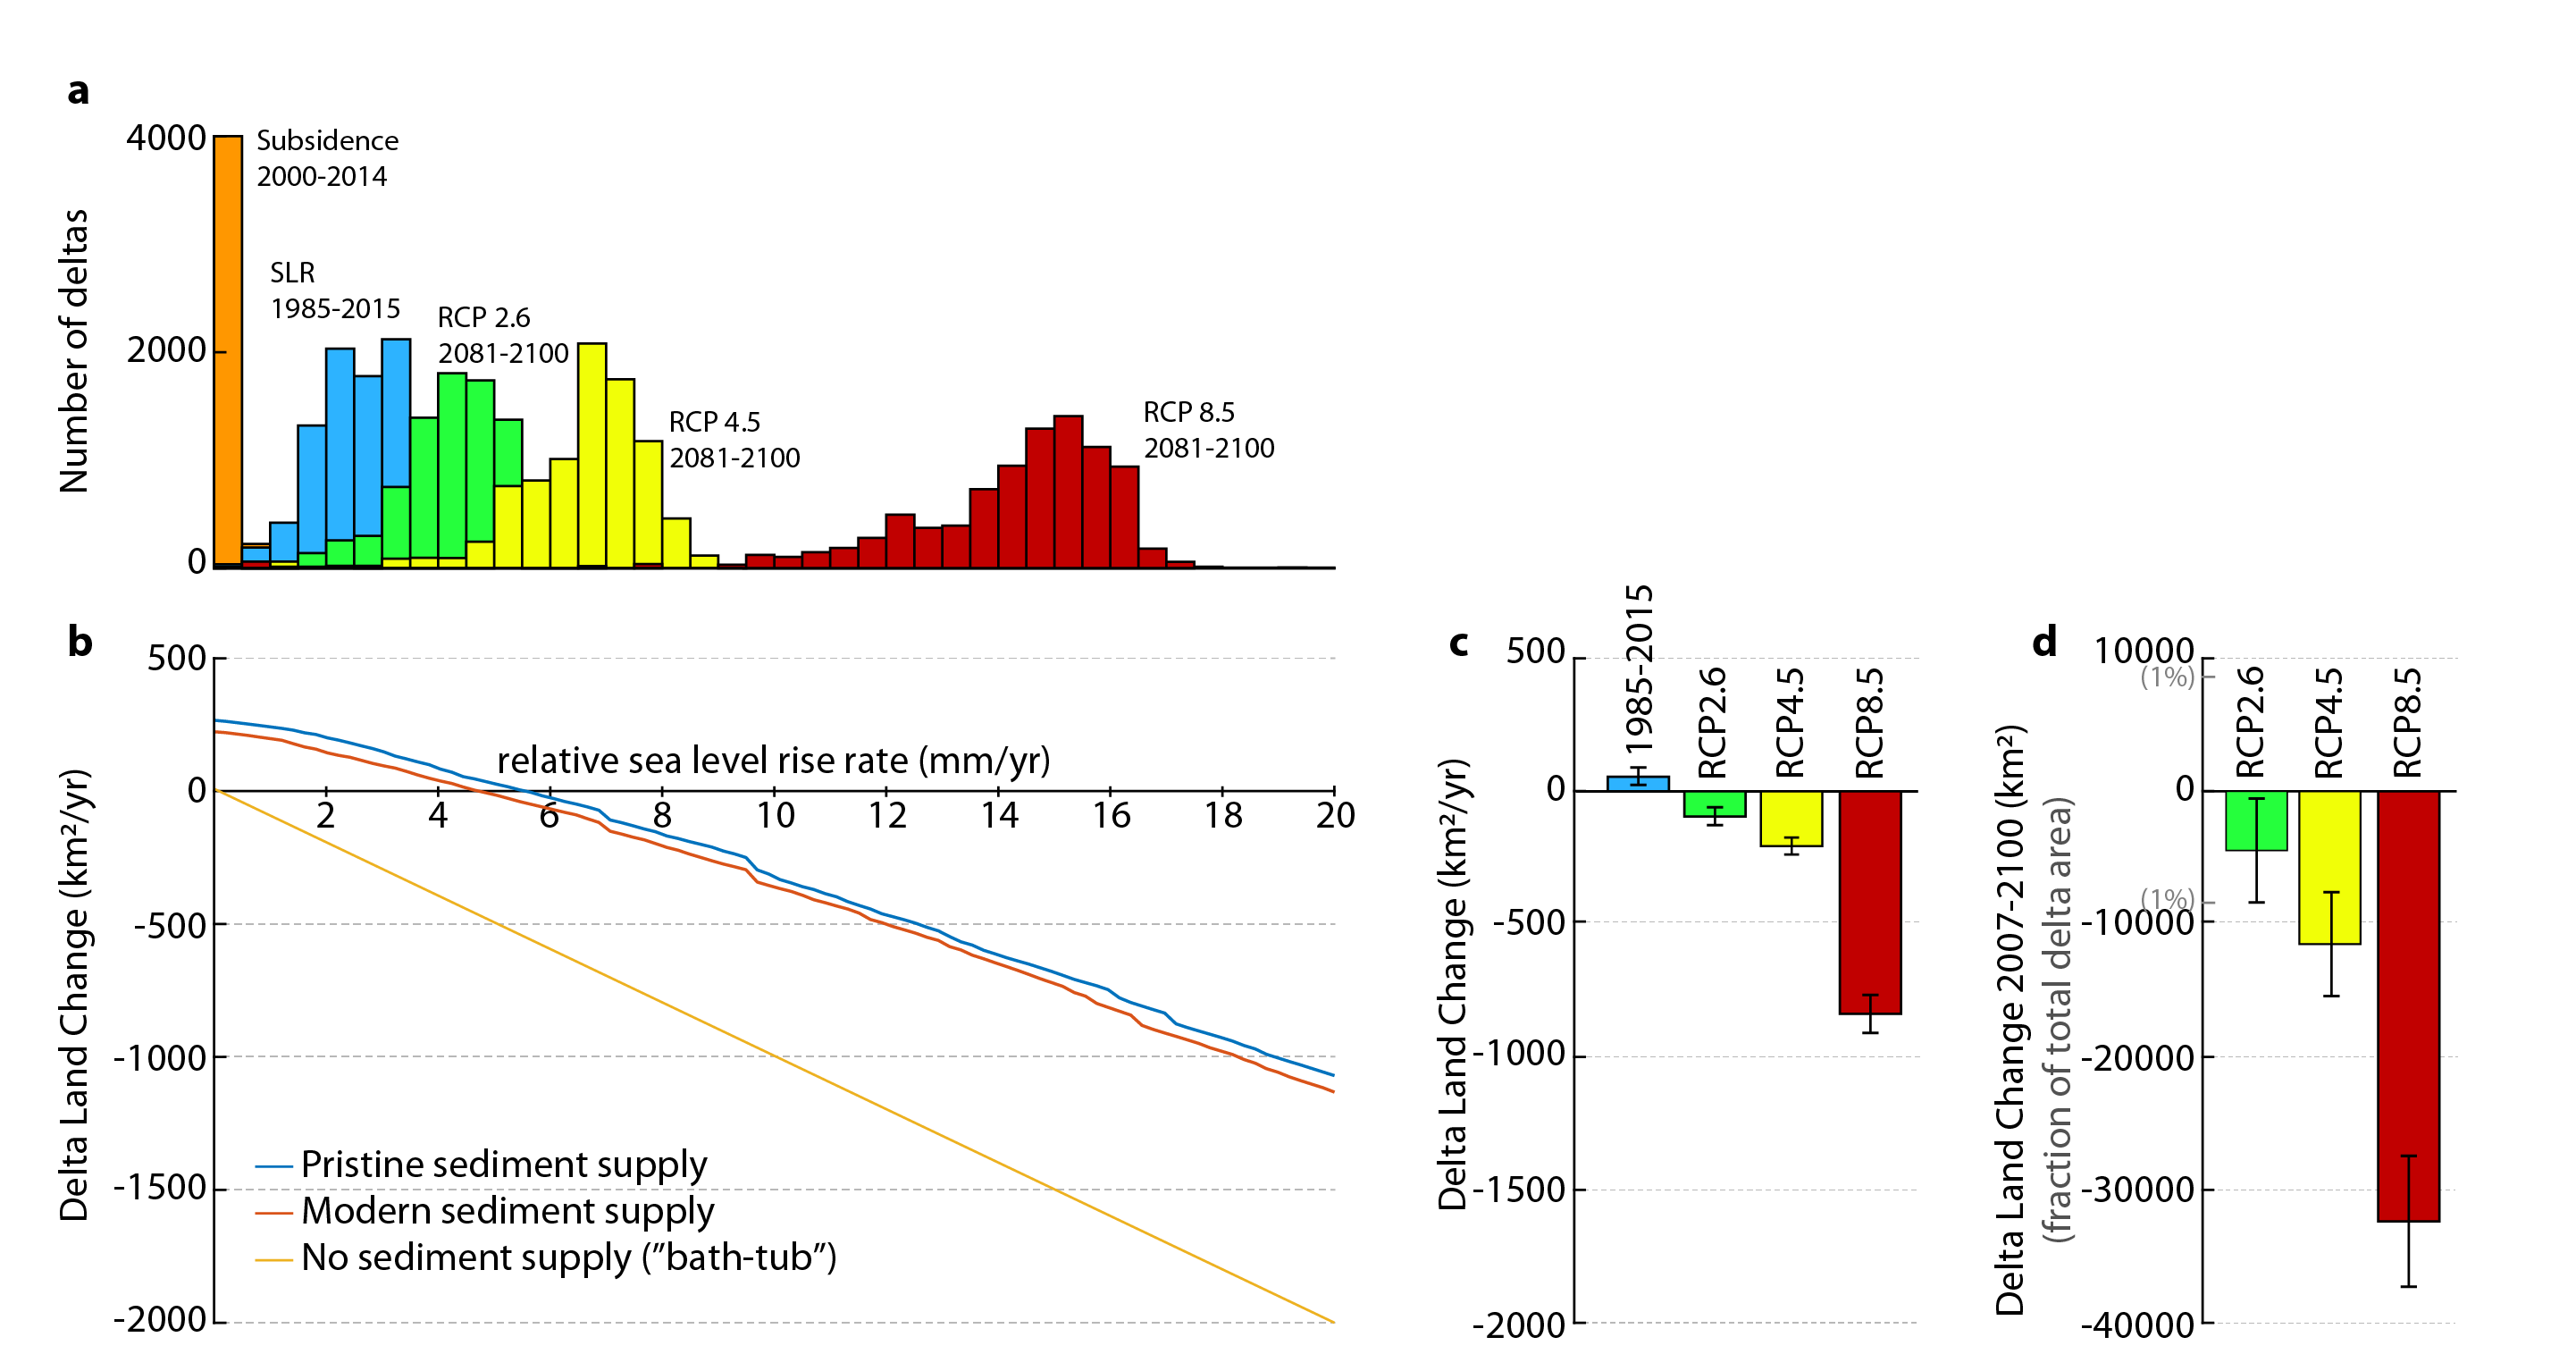 a
4000
2000
0
Number of deltas
Subsidence
2000-2014
SLR
1985-2015
RCP 2.6
2081-2100
RCP 4.5
2081-2100
RCP 8.5
2081-2100
b
500
0
-500
-1000
-1500
-2000
Delta Land Change (km²/yr)
relative sea level rise rate (mm/yr)
2 4 6 8 10 12 14 16 18 20
Pristine sediment supply
Modern sediment supply
No sediment supply (”bath-tub”)
c
500
0
-500
-1000
-1500
-2000
Delta Land Change (km²/yr)
1985-2015
RCP2.6
RCP4.5
RCP8.5
d
10000
(1%)
0
(1%)
-10000
-20000
-30000
-40000
Delta Land Change 2007-2100 (km²)
(fraction of total delta area)
RCP2.6
RCP4.5
RCP8.5